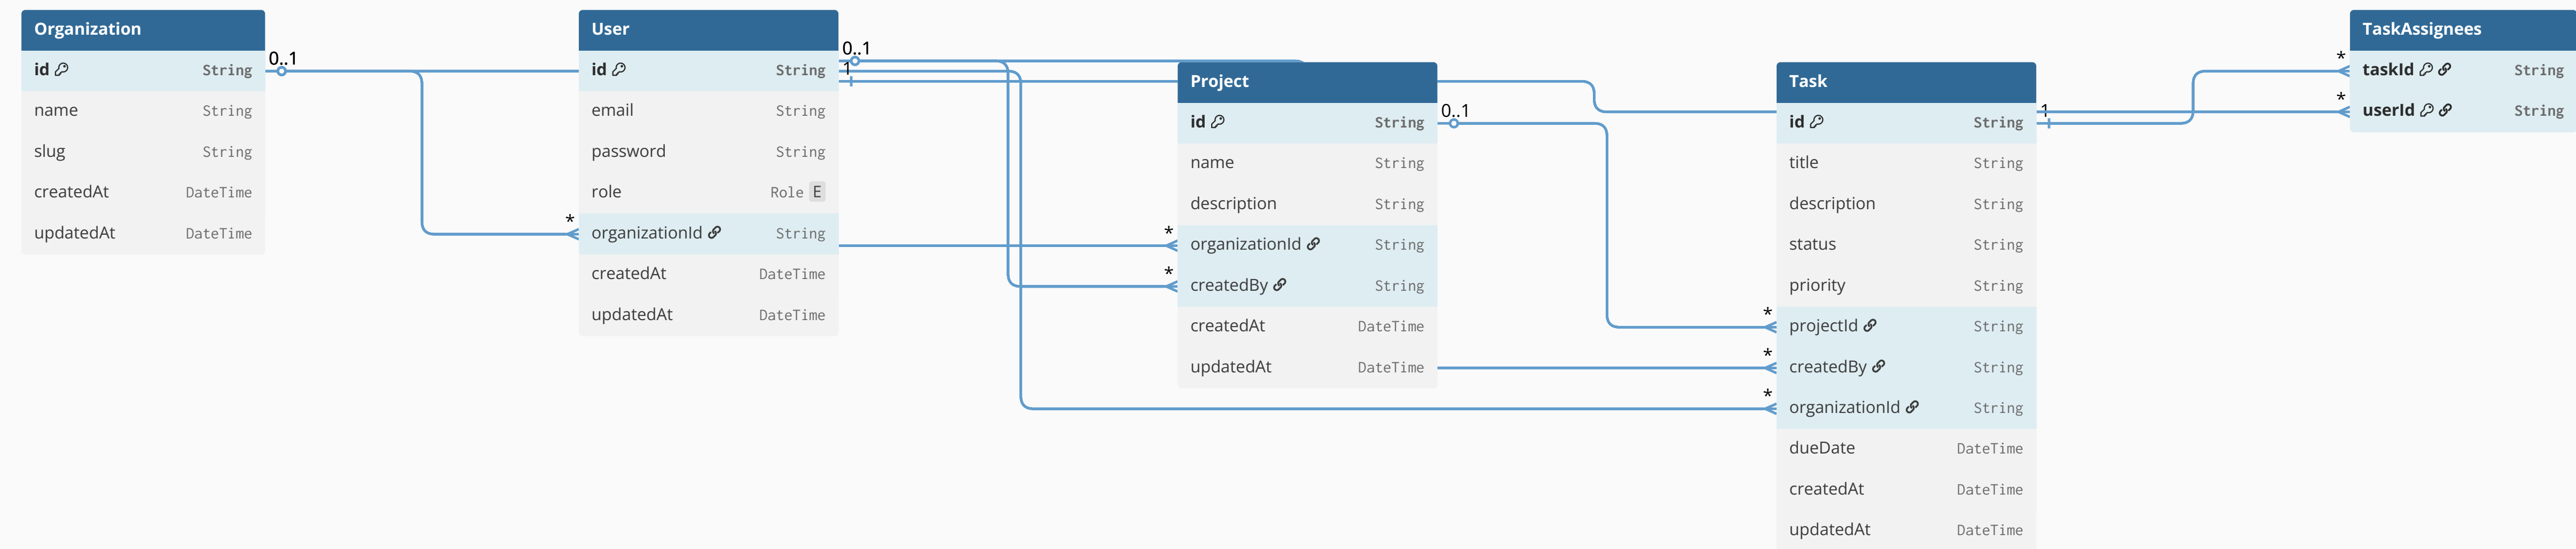 Organization
id String
name String
slug String
createdAt DateTime
updatedAt DateTime
0..1
User
id String
email String
password String
role Role E
* organizationId String
createdAt DateTime
updatedAt DateTime
0..1
1
Project
id String
name String
description String
* organizationId String
* createdBy String
createdAt DateTime
updatedAt DateTime
0..1
Task
id String
title String
description String
status String
priority String
* projectId String
* createdBy String
* organizationId String
dueDate DateTime
createdAt DateTime
updatedAt DateTime
1
TaskAssignees
* taskId String
* userId String